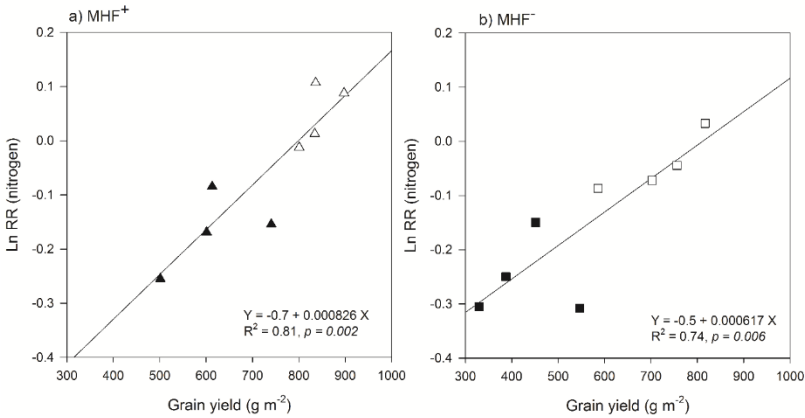 a) MHF+
b) MHF-
0.2
0.1
0.0
-0.1
-0.2
-0.3
-0.4
Ln RR (nitrogen)
Y = -0.7 + 0.000826 X
R² = 0.81, p = 0.002
300 400 500 600 700 800 900 1000
Grain yield (g m⁻²)
0.2
0.1
0.0
-0.1
-0.2
-0.3
-0.4
Ln RR (nitrogen)
Y = -0.5 + 0.000617 X
R² = 0.74, p = 0.006
300 400 500 600 700 800 900 1000
Grain yield (g m⁻²)